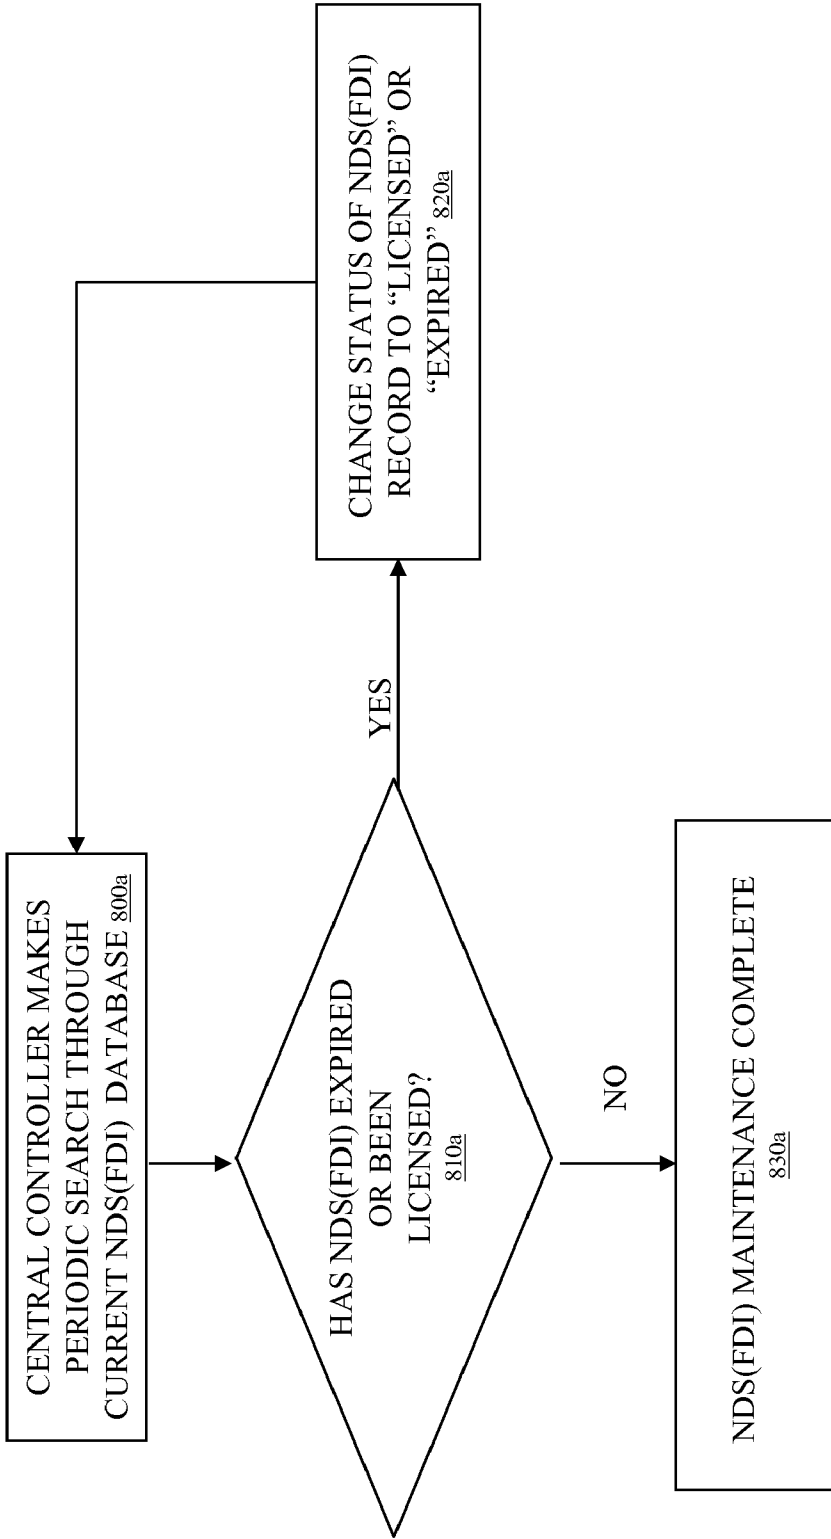 CENTRAL CONTROLLER MAKES
PERIODIC SEARCH THROUGH
CURRENT NDS(FDI) DATABASE 800a
HAS NDS(FDI) EXPIRED
OR BEEN
LICENSED?
810a
YES
CHANGE STATUS OF NDS(FDI)
RECORD TO “LICENSED” OR
“EXPIRED” 820a
NO
NDS(FDI) MAINTENANCE COMPLETE
830a